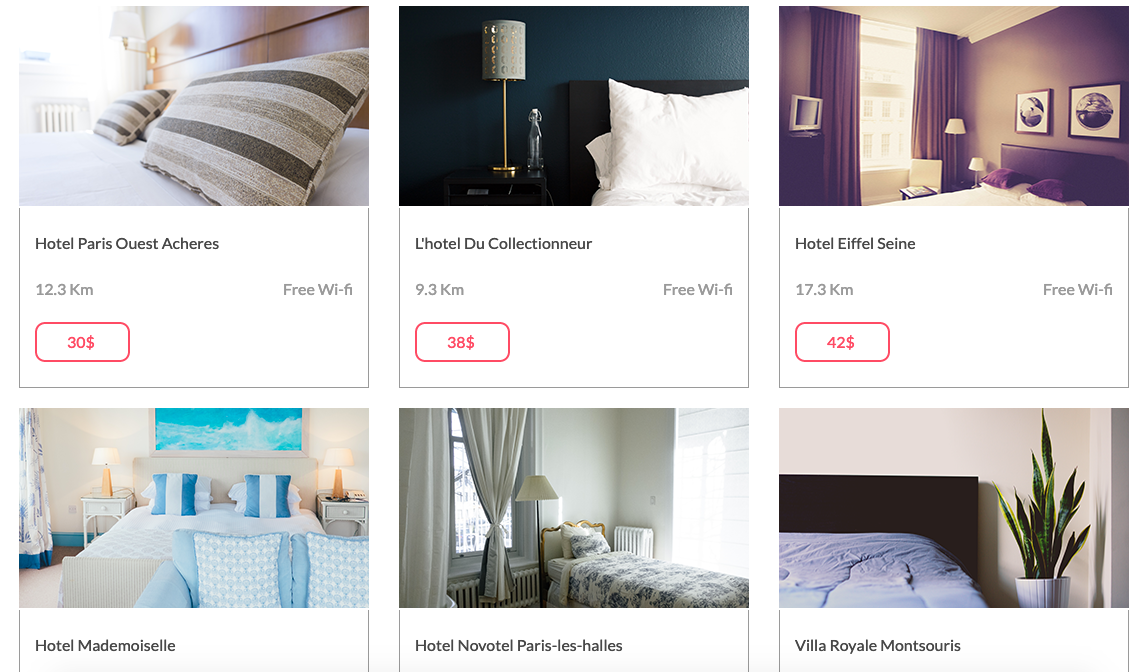 Hotel Paris Ouest Acheres
12.3 Km Free Wi-fi
30$
L'hotel Du Collectionneur
9.3 Km Free Wi-fi
38$
Hotel Eiffel Seine
17.3 Km Free Wi-fi
42$
Hotel Mademoiselle
Hotel Novotel Paris-les-halles
Villa Royale Montsouris